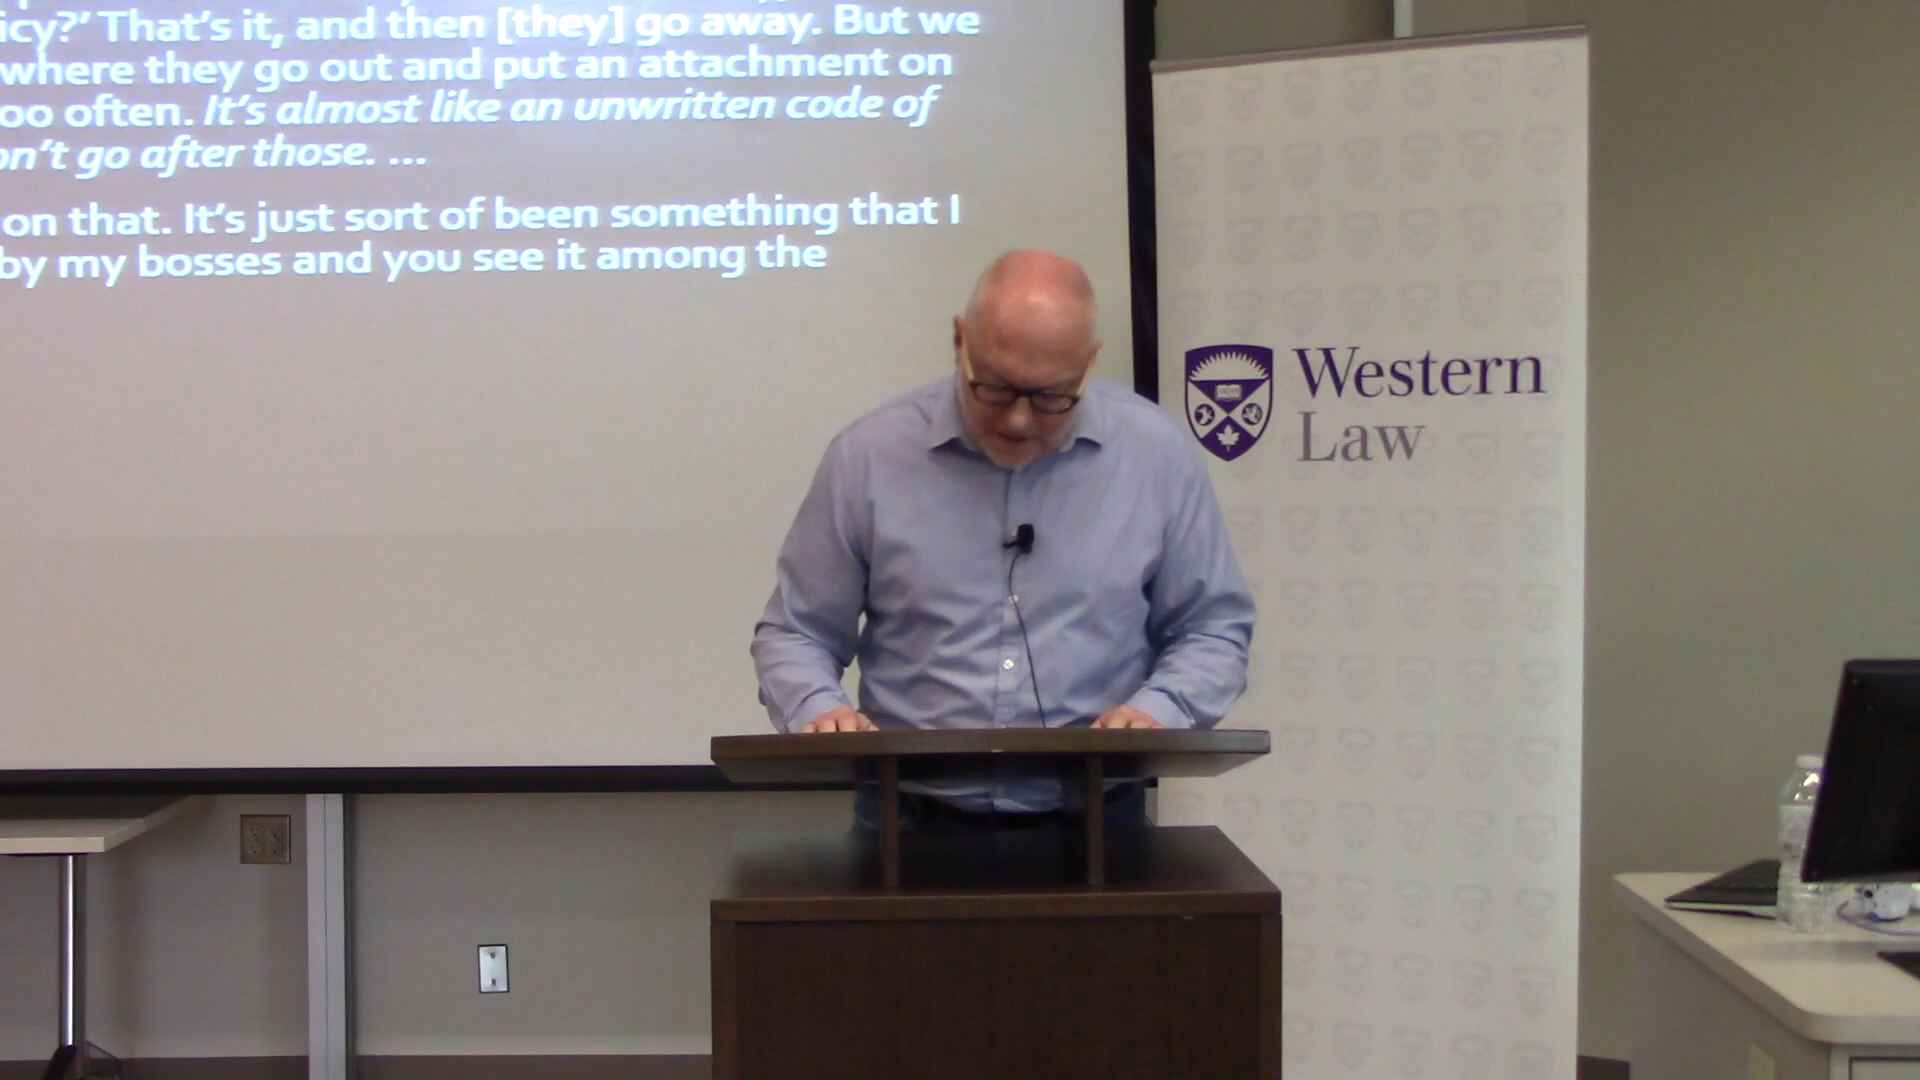 icy?’ That’s it, and then [they] go away. But we
where they go out and put an attachment on
oo often. It’s almost like an unwritten code of
on’t go after those. ...
on that. It’s just sort of been something that I
by my bosses and you see it among the
Western
Law